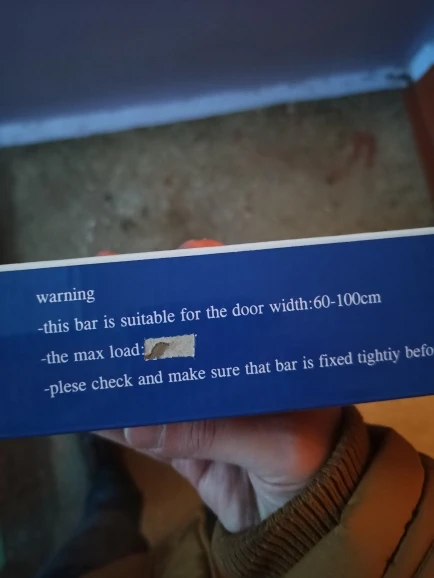 warning
-this bar is suitable for the door width:60-100cm
-the max load:
-plese check and make sure that bar is fixed tightiy befo